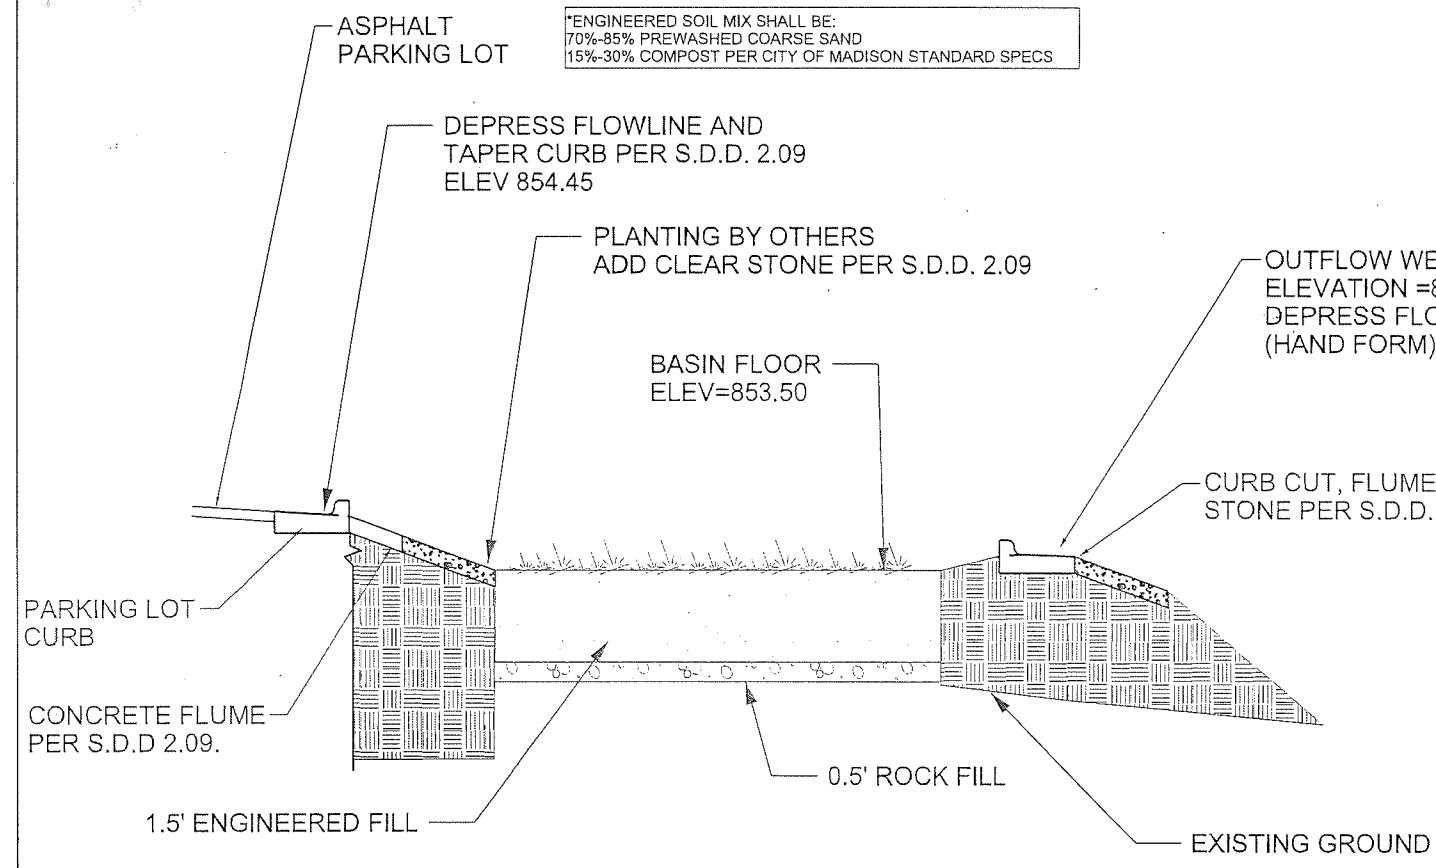 ASPHALT
PARKING LOT
*ENGINEERED SOIL MIX SHALL BE:
70%-85% PREWASHED COARSE SAND
15%-30% COMPOST PER CITY OF MADISON STANDARD SPECS
DEPRESS FLOWLINE AND
TAPER CURB PER S.D.D. 2.09
ELEV 854.45
PLANTING BY OTHERS
ADD CLEAR STONE PER S.D.D. 2.09
OUTFLOW
ELEVATION =8
DEPRESS
(HAND FORM)
BASIN FLOOR
ELEV=853.50
CURB CUT, FLUME
STONE PER S.D.D.
PARKING LOT
CURB
CONCRETE FLUME
PER S.D.D 2.09.
0.5' ROCK FILL
1.5' ENGINEERED FILL
EXISTING GROUND